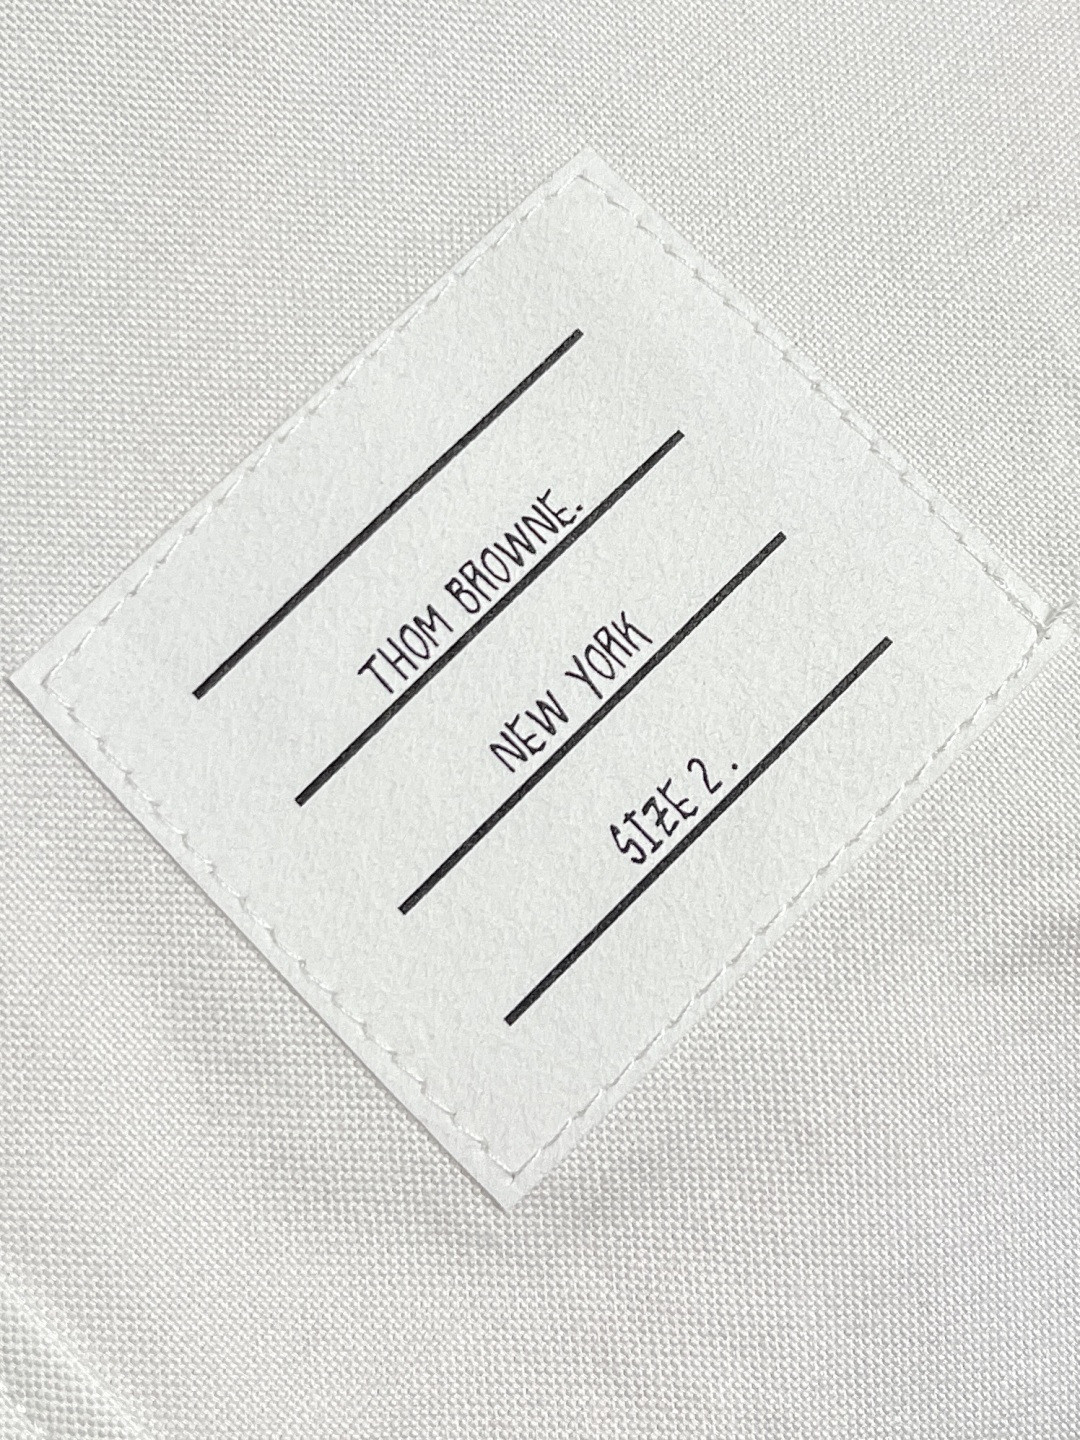 THOM BROWNE.
NEW YORK
SIZE 2 .